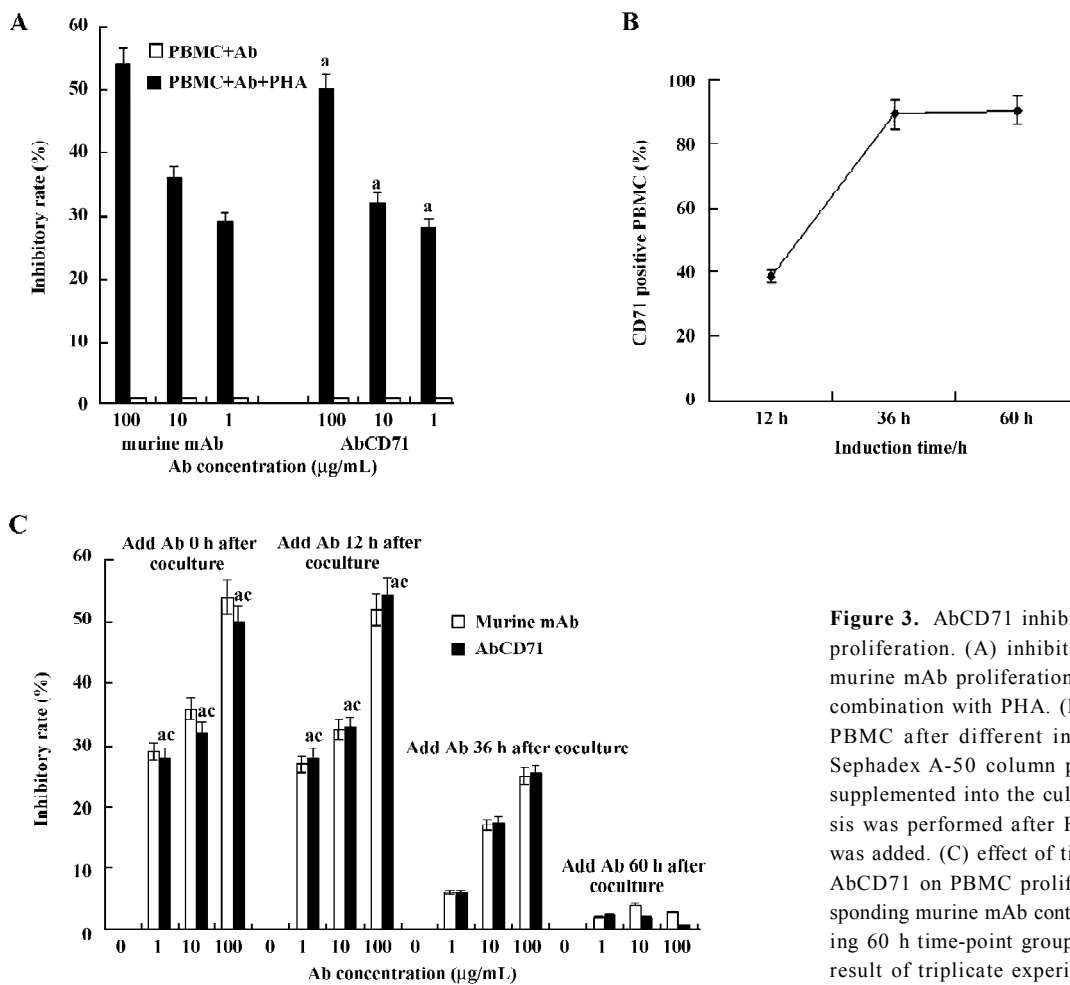 A
60
50
40
30
20
10
0
Inhibitory rate (%)
PBMC+Ab
PBMC+Ab+PHA
a
a
a
100 10 1 100 10 1
murine mAb AbCD71
Ab concentration (μg/mL)
B
100
80
60
40
20
0
CD71 positive PBMC (%)
12 h 36 h 60 h
Induction time/h
C
60
50
40
30
20
10
0
Inhibitory rate (%)
Add Ab 0 h after
coculture
Add Ab 12 h after
coculture
Murine mAb
AbCD71
ac
ac
ac
ac
ac
ac
Add Ab 36 h after coculture
Add Ab 60 h after
coculture
0 1 10 100 0 1 10 100 0 1 10 100 0 1 10 100
Ab concentration (μg/mL)
Figure 3. AbCD71 inhibi
proliferation. (A) inhibito
murine mAb proliferation
combination with PHA. (
PBMC after different in
Sephadex A-50 column p
supplemented into the cul
sis was performed after
was added. (C) effect of ti
AbCD71 on PBMC prolif
sponding murine mAb cont
ing 60 h time-point group
result of triplicate experi